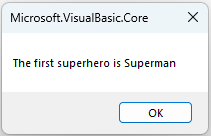 Microsoft.VisualBasic.Core
The first superhero is Superman
OK